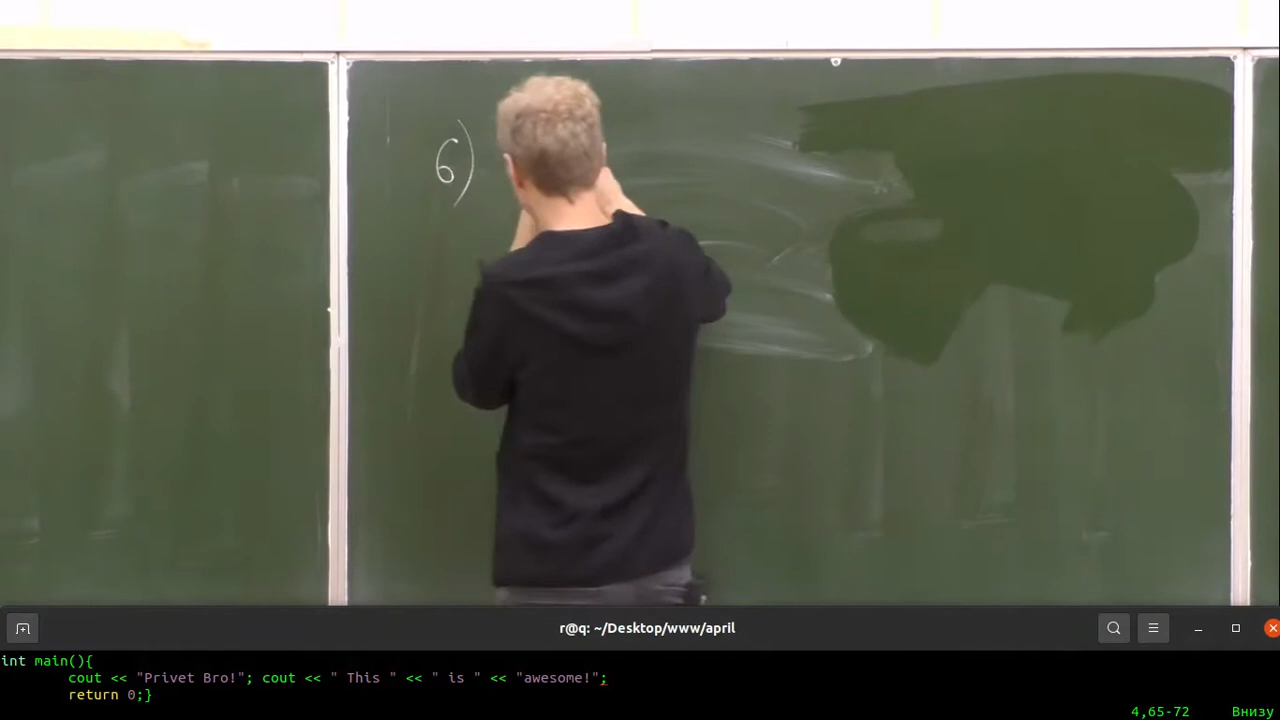 6)
r@q: ~/Desktop/www/april
int main(){
cout << "Privet Bro!"; cout << " This " << " is " << "awesome!";
return 0;}
4,65-72 Внизу